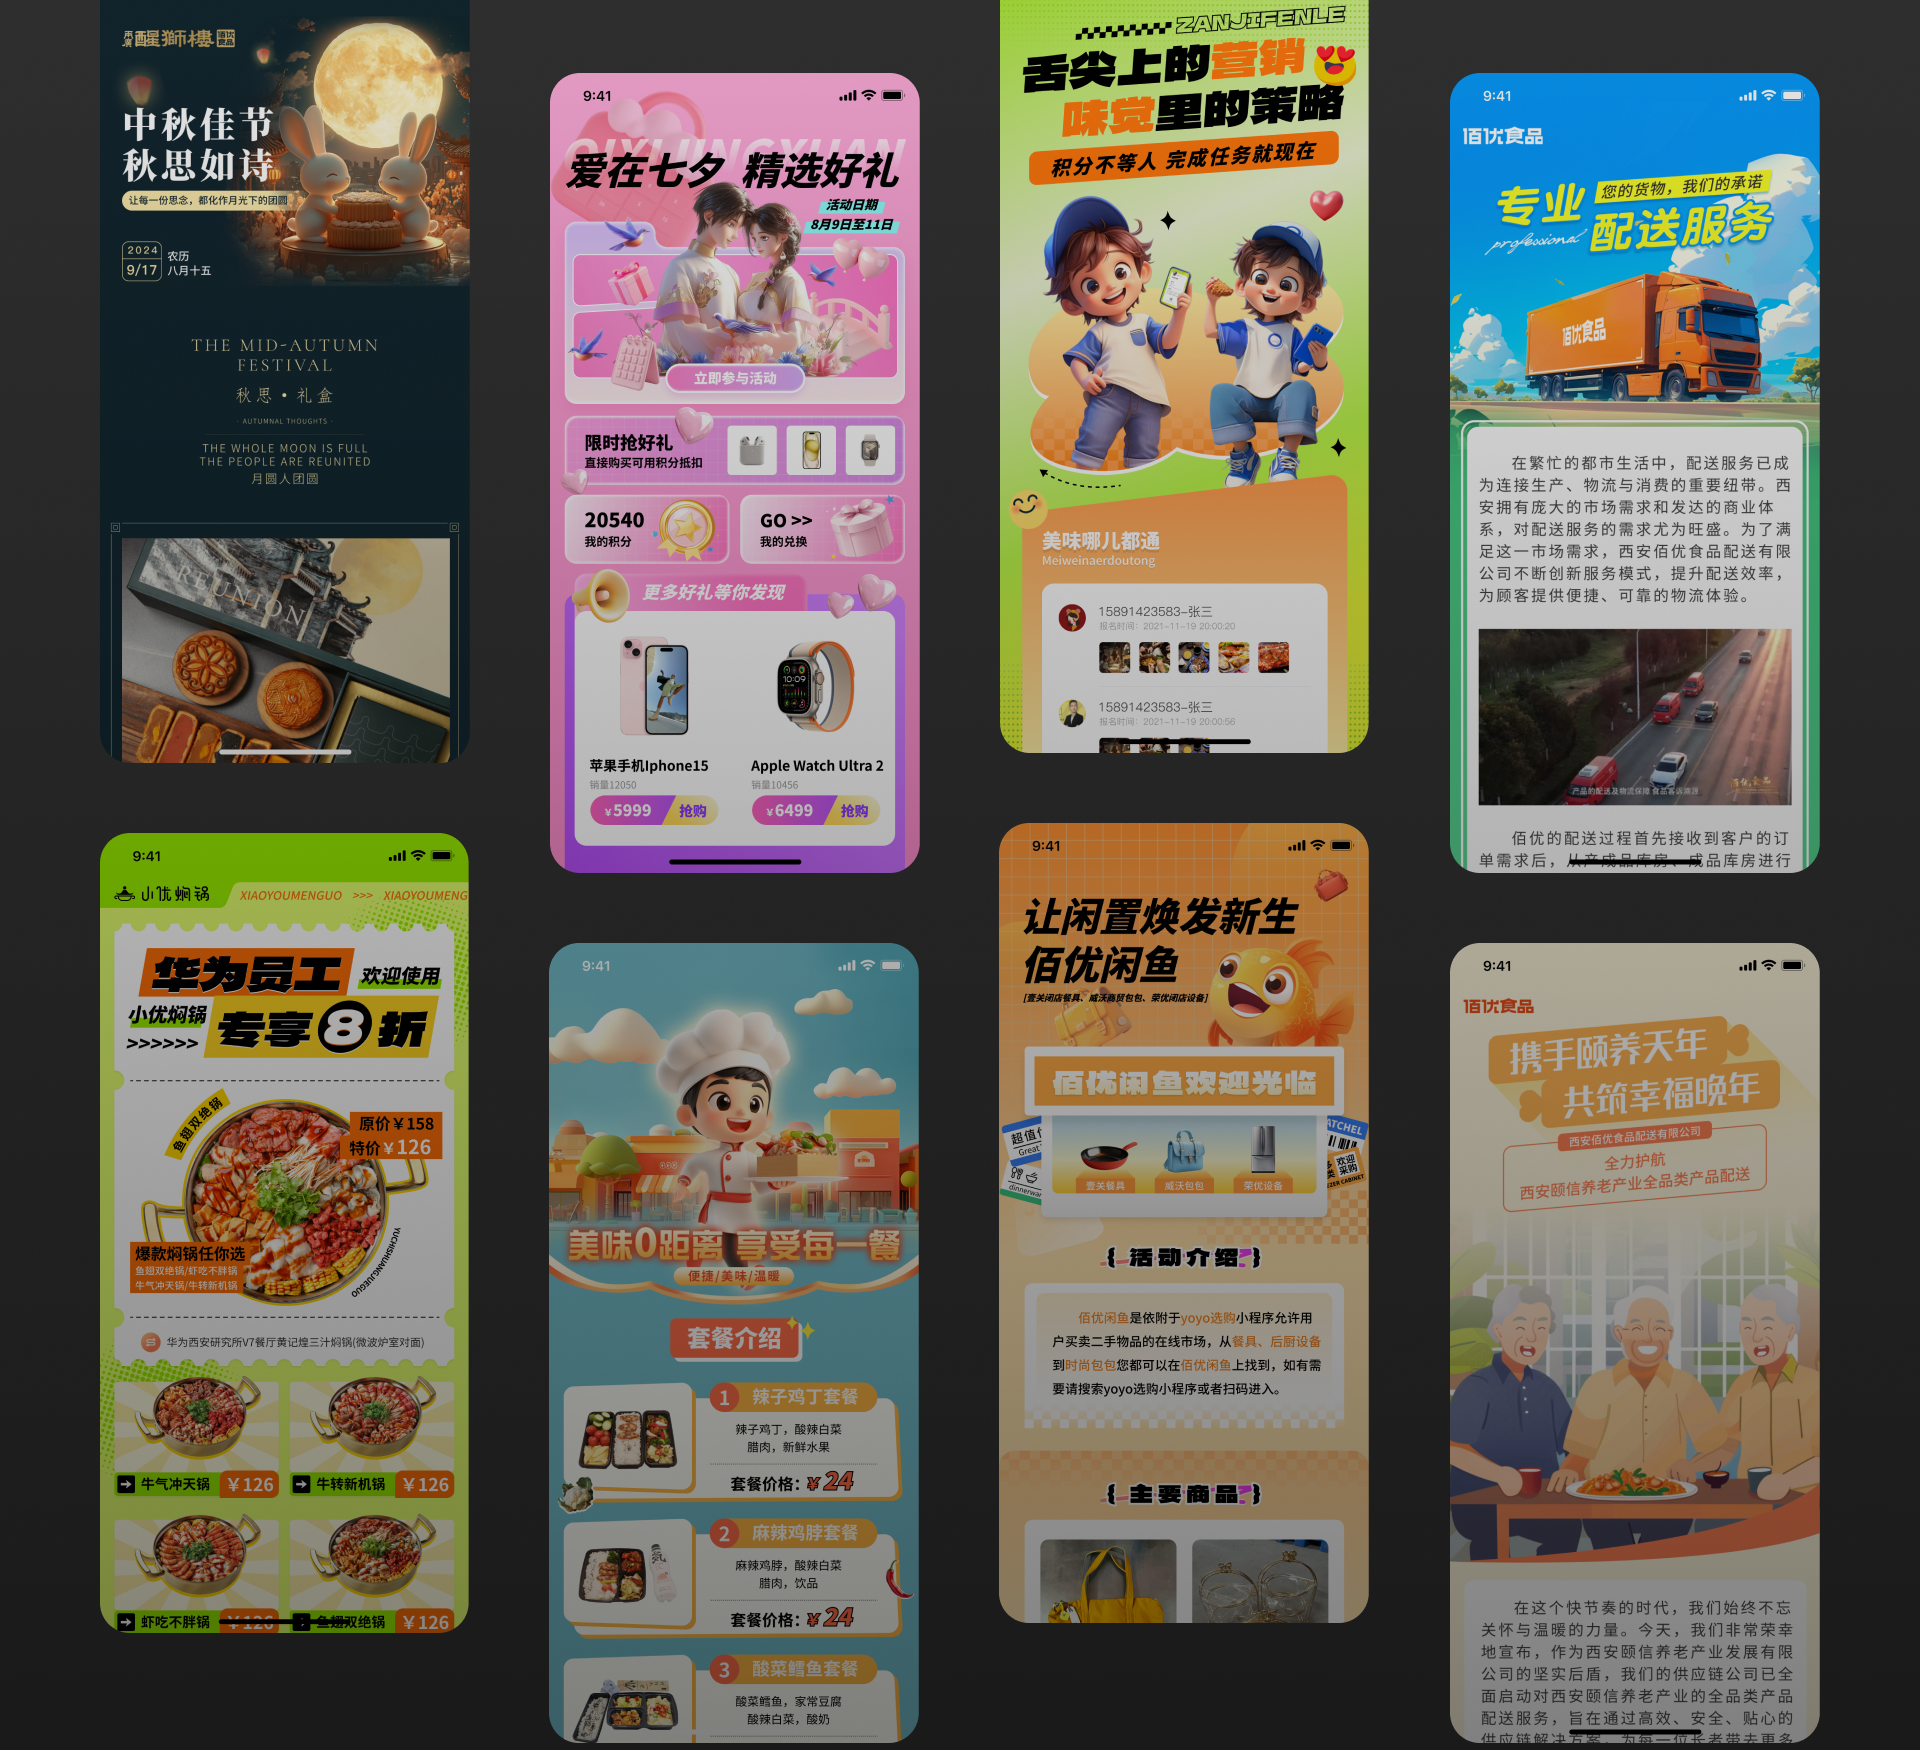 醒獅樓
中秋佳节
秋思如诗
让每一份思念，都化作月光下的团圆
2024
9/17
农历
八月十五
THE MID-AUTUMN
FESTIVAL
秋思•礼盒
· AUTUMNAL THOUGHTS ·
THE WHOLE MOON IS FULL
THE PEOPLE ARE REUNITED
月圆人团圆
REUNION
9:41
爱在七夕 精选好礼
活动日期
8月9日至11日
立即参与活动
限时抢好礼
直接购买可用积分抵扣
20540
我的积分
GO >>
我的兑换
更多好礼等你发现
苹果手机Iphone15
销量12050
¥5999 抢购
Apple Watch Ultra 2
销量10456
¥6499 抢购
ZANJIFENLE
舌尖上的营销
味觉里的策略
积分不等人 完成任务就现在
美味哪儿都通
Meiweinaerdoutong
15891423583-张三
报名时间：2021-11-19 20:00:20
15891423583-张三
报名时间：2021-11-19 20:00:56
9:41
佰优食品
专业
您的货物，我们的承诺
professional
配送服务
佰优食品
在繁忙的都市生活中，配送服务已成
为连接生产、物流与消费的重要纽带。西
安拥有庞大的市场需求和发达的商业体
系，对配送服务的需求尤为旺盛。为了满
足这一市场需求，西安佰优食品配送有限
公司不断创新服务模式，提升配送效率，
为顾客提供便捷、可靠的物流体验。
产品的配送及物流保障 食品客诉溯源
佰优食品
佰优的配送过程首先接收到客户的订
单需求后，从产成品库房、成品库房进行
9:41
小优焖锅
XIAOYOUMENGUO >>> XIAOYOUMENG
华为员工
欢迎使用
小优焖锅
>>>>>>
专享8折
鱼翅双绝锅
原价￥158
特价￥126
爆款焖锅任你选
鱼翅双绝锅/虾吃不胖锅
牛气冲天锅/牛转新机锅
YUCHISHUANGJUEGUO
华为西安研究所V7餐厅黄记煌三汁焖锅(微波炉室对面)
牛气冲天锅 ￥126
牛转新机锅 ￥126
虾吃不胖锅 ￥126
鱼翅双绝锅 ￥126
9:41
美味0距离 享受每一餐
便捷/美味/温暖
套餐介绍
1 辣子鸡丁套餐
辣子鸡丁，酸辣白菜
腊肉，新鲜水果
套餐价格：￥24
2 麻辣鸡脖套餐
麻辣鸡脖，酸辣白菜
腊肉，饮品
套餐价格：￥24
3 酸菜鳕鱼套餐
酸菜鳕鱼，家常豆腐
酸辣白菜，酸奶
9:41
让闲置焕发新生
佰优闲鱼
[壹关闭店餐具、威沃商贸包包、荣优闭店设备]
佰优闲鱼欢迎光临
超值
Great
dinnerwar
ATCHEL
欢迎
采购
ZER CABINET
壹关餐具
威沃包包
荣优设备
{ 活动介绍 }
佰优闲鱼是依附于yoyo选购小程序允许用
户买卖二手物品的在线市场，从餐具、后厨设备
到时尚包包您都可以在佰优闲鱼上找到，如有需
要请搜索yoyo选购小程序或者扫码进入。
{ 主要商品 }
9:41
佰优食品
携手颐养天年
共筑幸福晚年
西安佰优食品配送有限公司
全力护航
西安颐信养老产业全品类产品配送
在这个快节奏的时代，我们始终不忘
关怀与温暖的力量。今天，我们非常荣幸
地宣布，作为西安颐信养老产业发展有限
公司的坚实后盾，我们的供应链公司已全
面启动对西安颐信养老产业的全品类产品
配送服务，旨在通过高效、安全、贴心的
供应链解决方案，为每一位长者带去更多